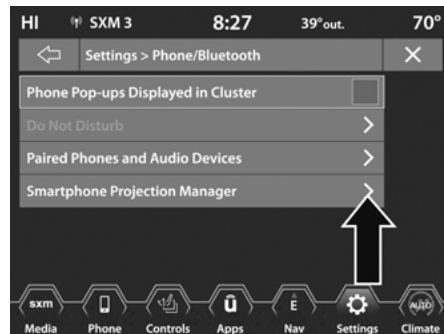 HI SXM 3 8:27 39°out. 70°
Settings > Phone/Bluetooth
Phone Pop-ups Displayed in Cluster
Do Not Disturb
Paired Phones and Audio Devices
Smartphone Projection Manager
sxm û E AUTO
Media Phone Controls Apps Nav Settings Climate